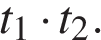 t₁ · t₂.